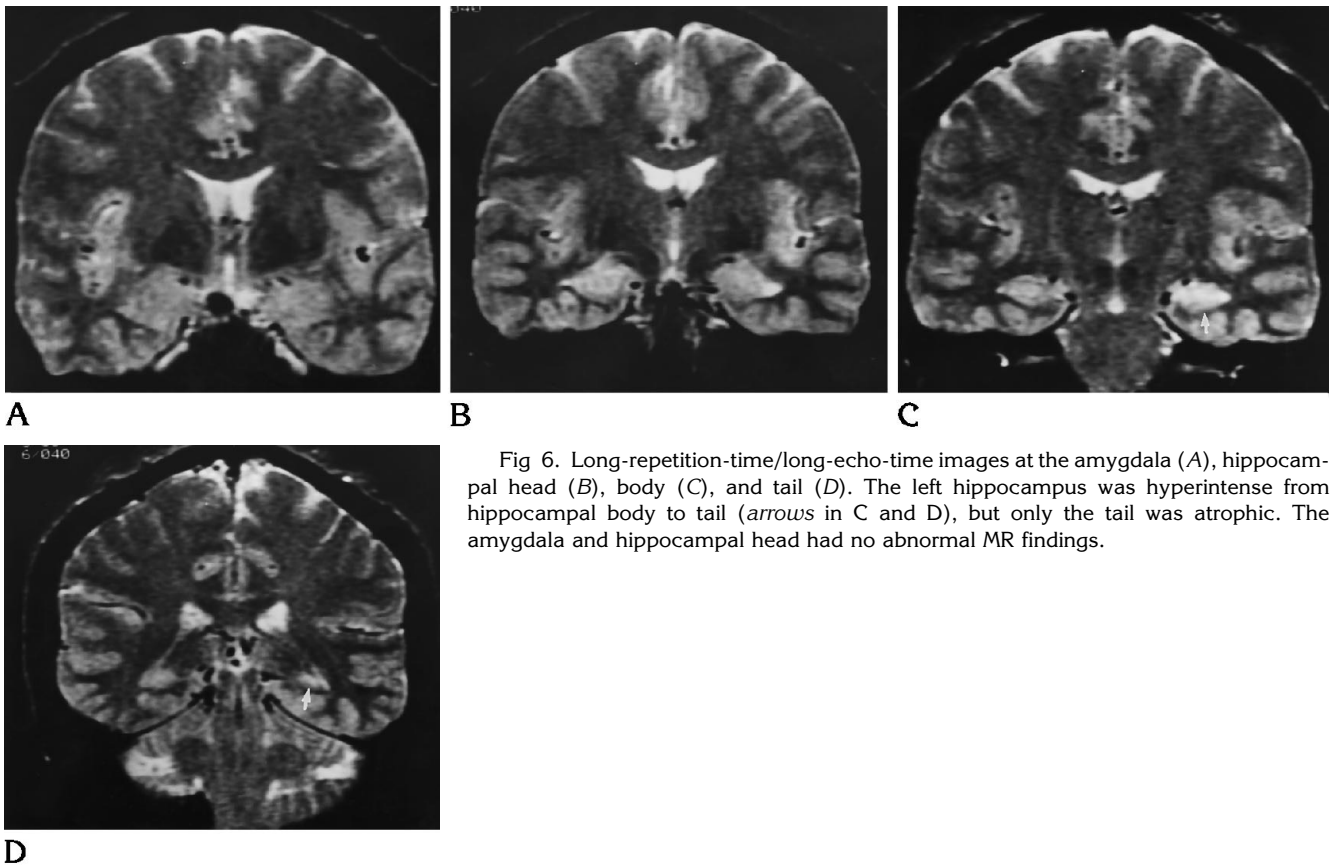 A
B
C
6/040
Fig 6. Long-repetition-time/long-echo-time images at the amygdala (A), hippocam-
pal head (B), body (C), and tail (D). The left hippocampus was hyperintense from
hippocampal body to tail (arrows in C and D), but only the tail was atrophic. The
amygdala and hippocampal head had no abnormal MR findings.
D